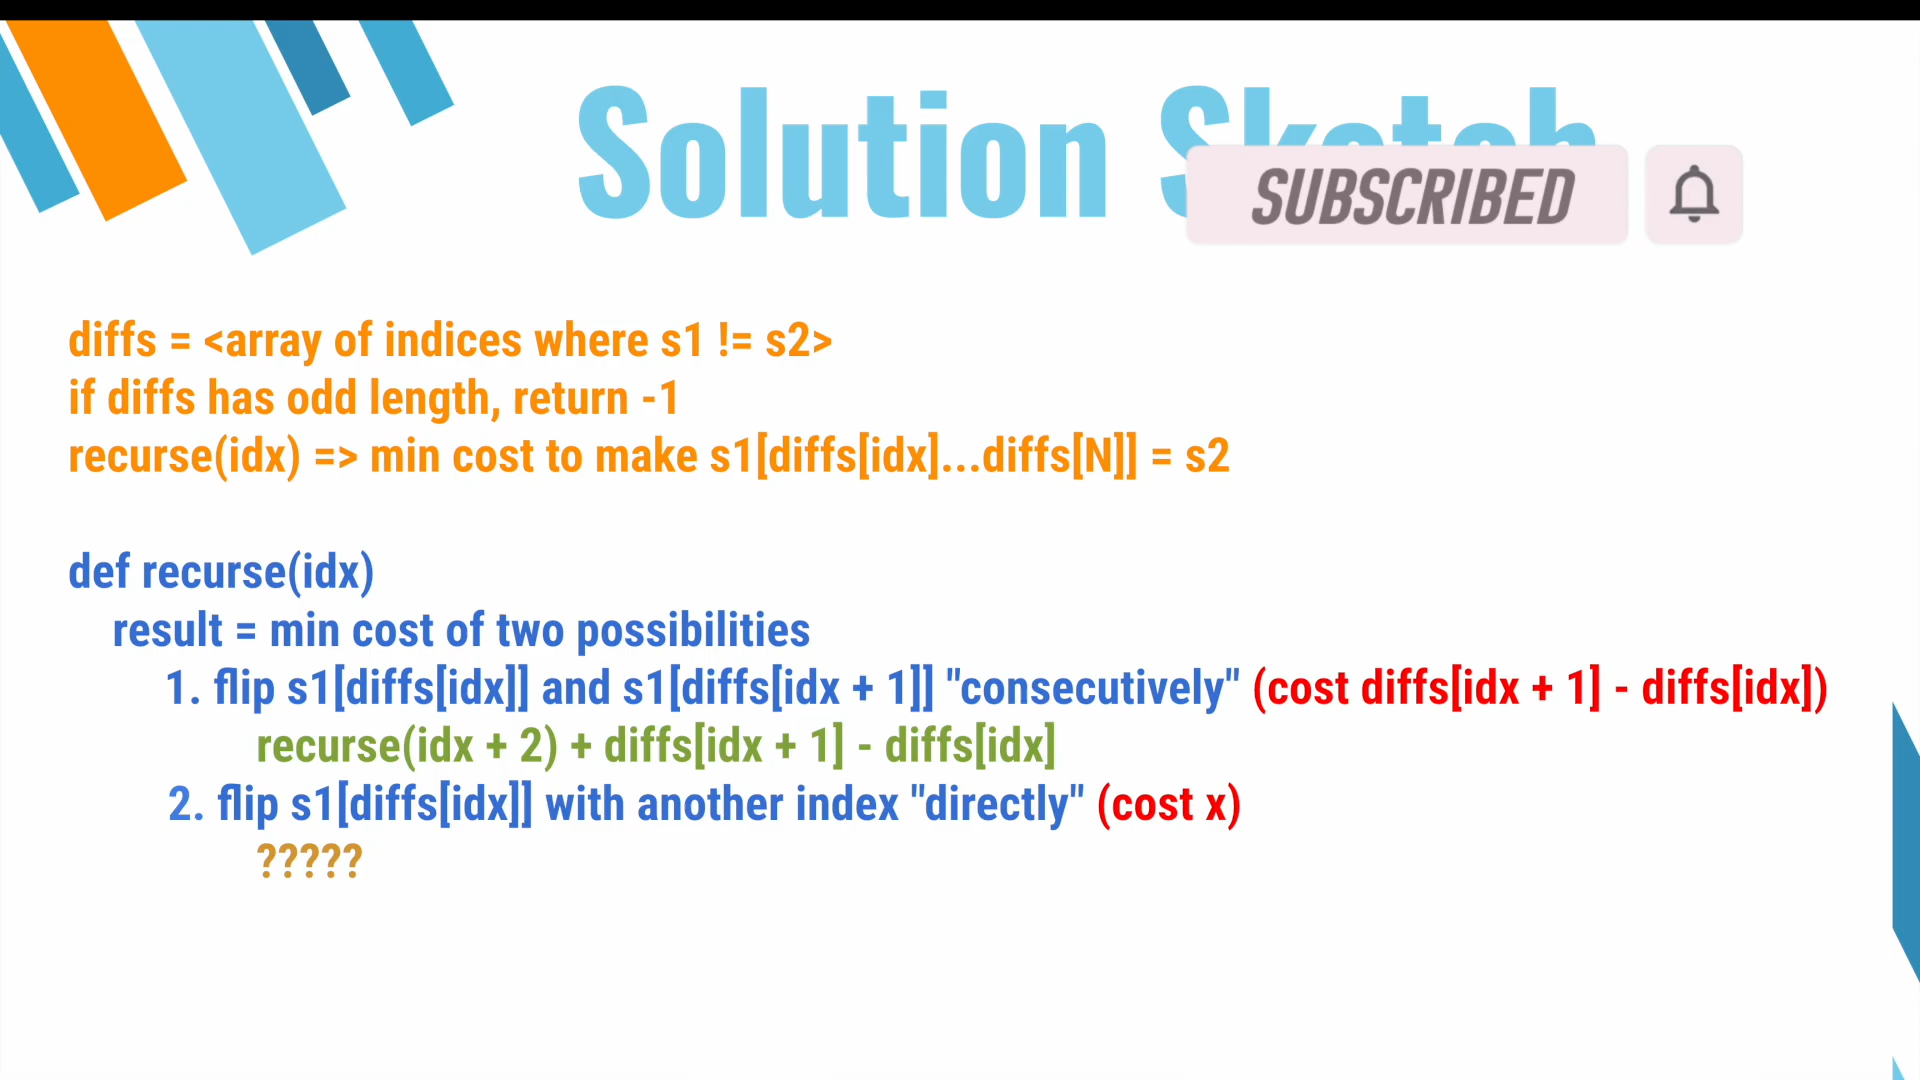 Solution Sketch
SUBSCRIBED
diffs = <array of indices where s1 != s2>
if diffs has odd length, return -1
recurse(idx) => min cost to make s1[diffs[idx]...diffs[N]] = s2
def recurse(idx)
result = min cost of two possibilities
1. flip s1[diffs[idx]] and s1[diffs[idx + 1]] "consecutively" (cost diffs[idx + 1] - diffs[idx])
recurse(idx + 2) + diffs[idx + 1] - diffs[idx]
2. flip s1[diffs[idx]] with another index "directly" (cost x)
?????